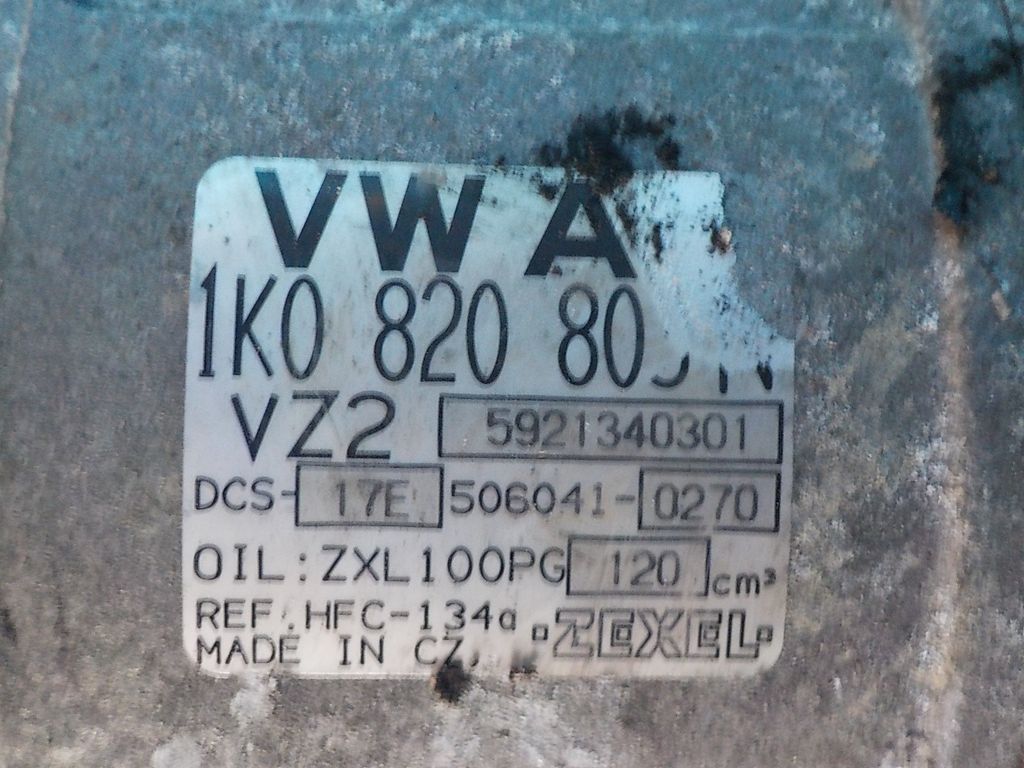 VW A
1K0 820 80
VZ2 5921340301
DCS-17E 506041-0270
OIL:ZXL100PG 120 cm³
REF.HFC-134a ZEXEL
MADE IN CZ.